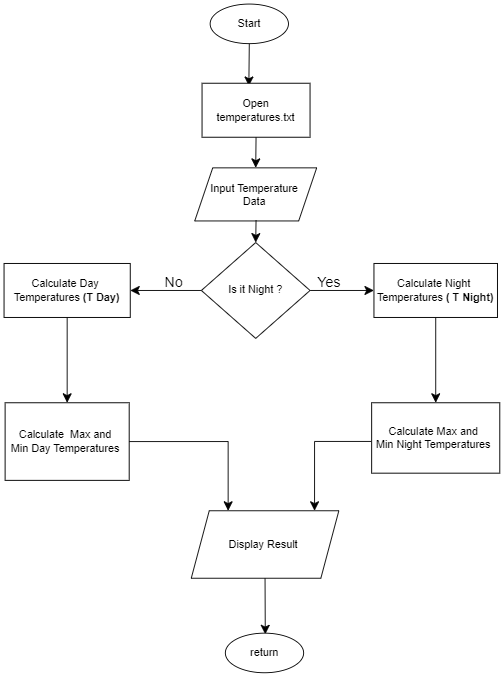 Start
Open
temperatures.txt
Input Temperature
Data
Is it Night ?
No
Yes
Calculate Day
Temperatures (T Day)
Calculate Night
Temperatures ( T Night)
Calculate  Max and
Min Day Temperatures
Calculate Max and
Min Night Temperatures
Display Result
return